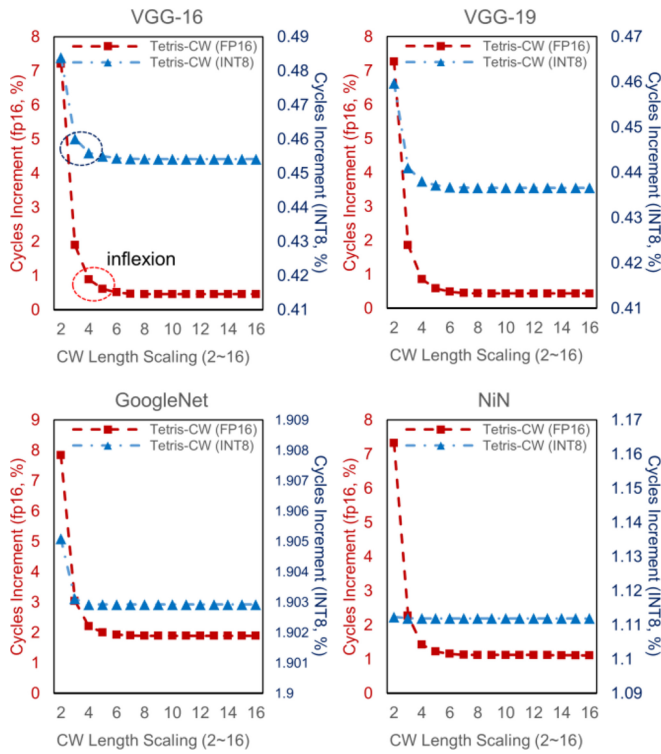 VGG-16
8
7
6
5
4
3
2
1
0
Cycles Increment (fp16, %)
Tetris-CW (FP16)
Tetris-CW (INT8)
inflexion
0.49
0.48
0.47
0.46
0.45
0.44
0.43
0.42
0.41
Cycles Increment (INT8, %)
2 4 6 8 10 12 14 16
CW Length Scaling (2~16)
VGG-19
8
7
6
5
4
3
2
1
0
Cycles Increment (fp16, %)
Tetris-CW (FP16)
Tetris-CW (INT8)
0.47
0.46
0.45
0.44
0.43
0.42
0.41
Cycles Increment (INT8, %)
2 4 6 8 10 12 14 16
CW Length Scaling (2~16)
GoogleNet
9
8
7
6
5
4
3
2
1
0
Cycles Increment (fp16, %)
Tetris-CW (FP16)
Tetris-CW (INT8)
1.909
1.908
1.907
1.906
1.905
1.904
1.903
1.902
1.901
1.9
Cycles Increment (INT8, %)
2 4 6 8 10 12 14 16
CW Length Scaling (2~16)
NiN
8
7
6
5
4
3
2
1
0
Cycles Increment (fp16, %)
Tetris-CW (FP16)
Tetris-CW (INT8)
1.17
1.16
1.15
1.14
1.13
1.12
1.11
1.1
1.09
Cycles Increment (INT8, %)
2 4 6 8 10 12 14 16
CW Length Scaling (2~16)